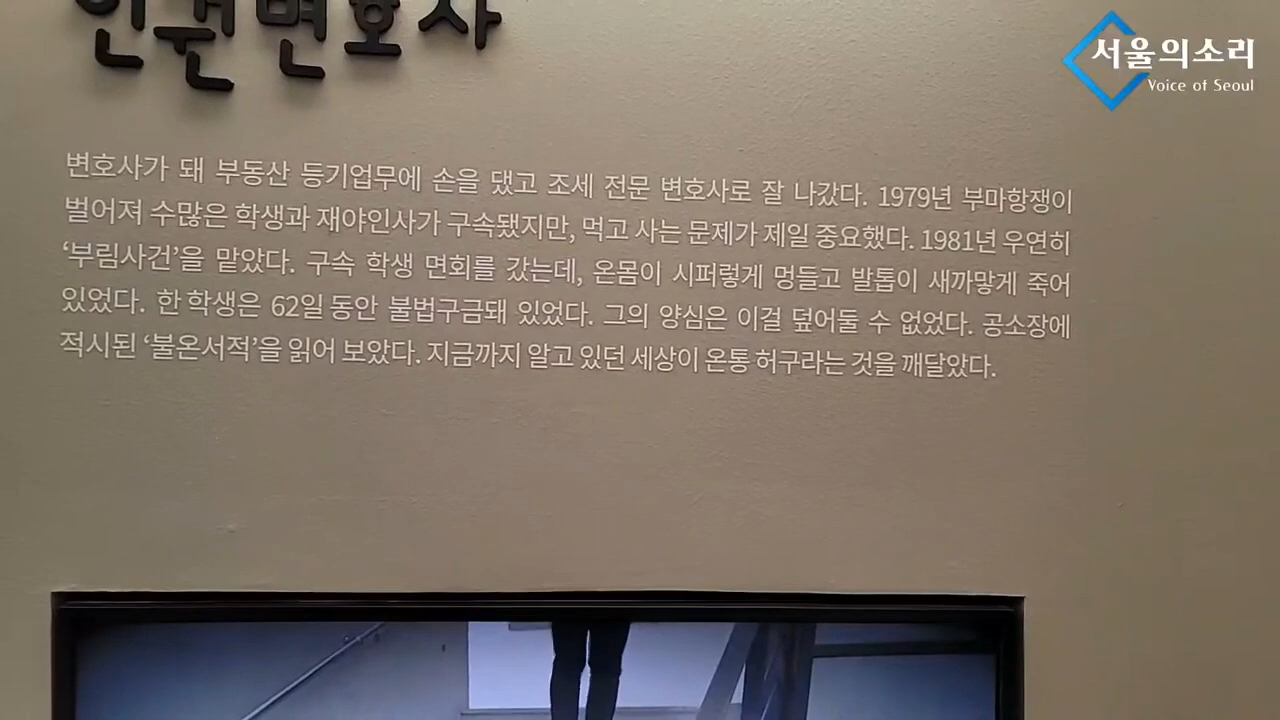 인권변호사
서울의소리
Voice of Seoul
변호사가 돼 부동산 등기업무에 손을 댔고 조세 전문 변호사로 잘 나갔다. 1979년 부마항쟁이
벌어져 수많은 학생과 재야인사가 구속됐지만, 먹고 사는 문제가 제일 중요했다. 1981년 우연히
‘부림사건’을 맡았다. 구속 학생 면회를 갔는데, 온몸이 시퍼렇게 멍들고 발톱이 새까맣게 죽어
있었다. 한 학생은 62일 동안 불법구금돼 있었다. 그의 양심은 이걸 덮어둘 수 없었다. 공소장에
적시된 ‘불온서적’을 읽어 보았다. 지금까지 알고 있던 세상이 온통 허구라는 것을 깨달았다.